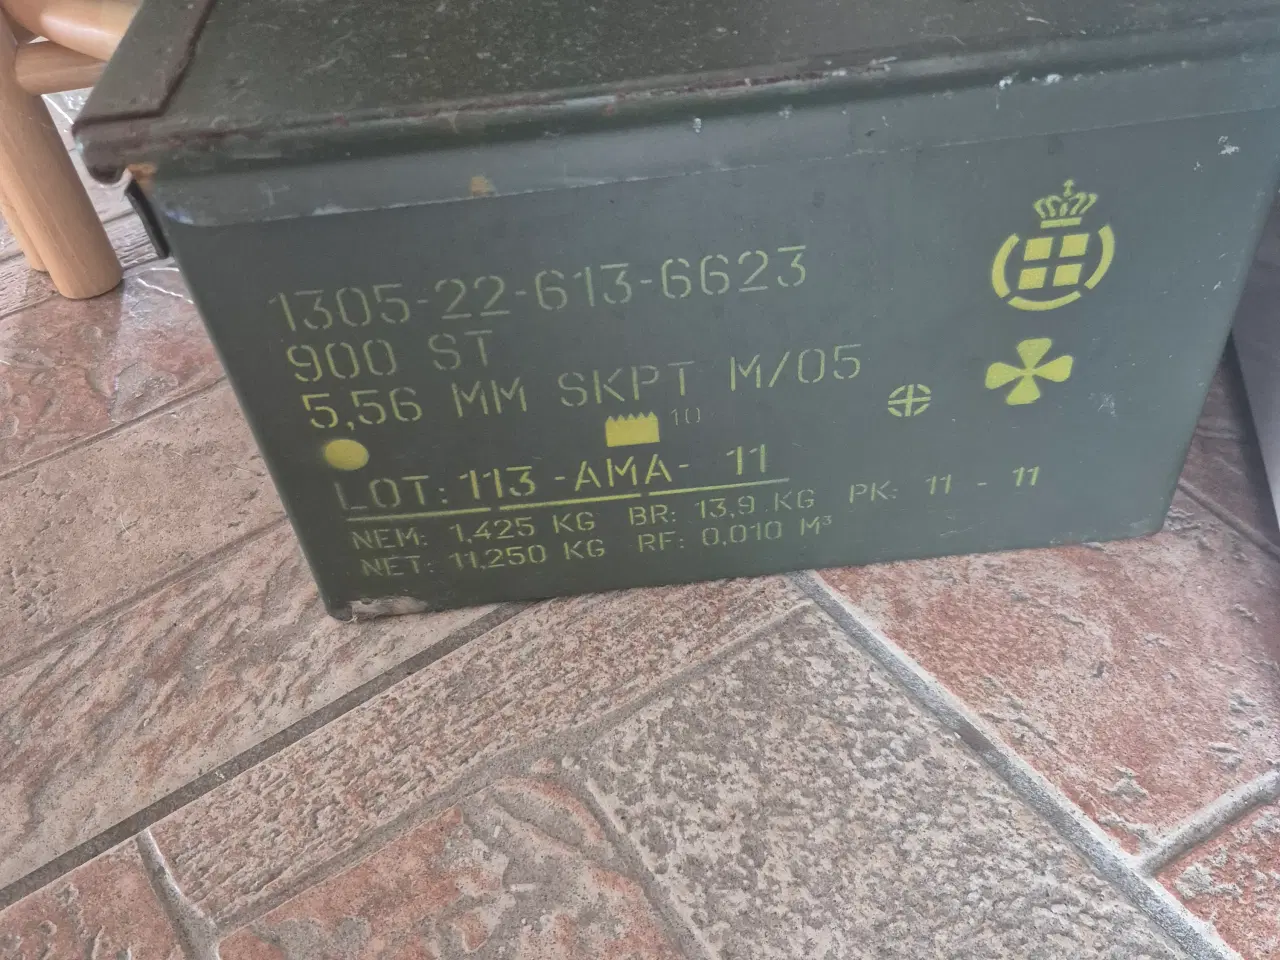 1305-22-613-6623
900 ST
5,56 MM SKPT M/05
10
LOT: 113-AMA- 11
NEM: 1,425 KG BR: 13,9 KG PK: 11 - 11
NET: 11,250 KG RF: 0,010 M³